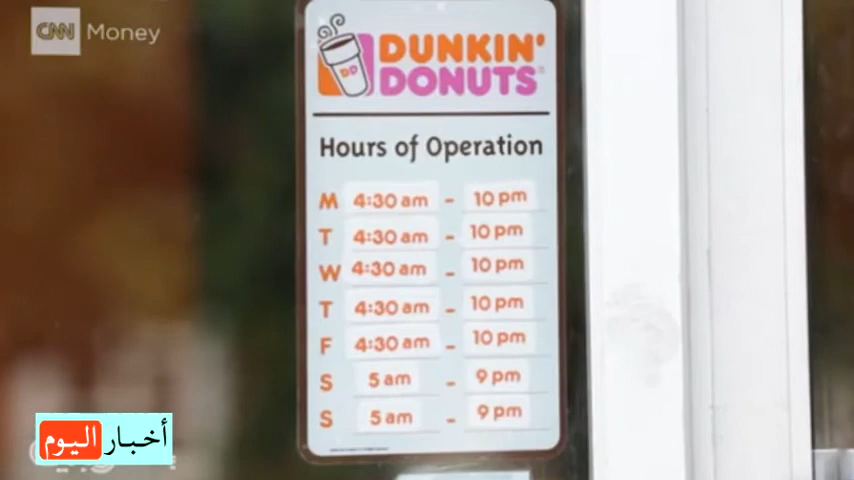 CNN Money
DUNKIN'
DONUTS
Hours of Operation
M 4:30 am - 10 pm
T 4:30 am - 10 pm
W 4:30 am - 10 pm
T 4:30 am - 10 pm
F 4:30 am - 10 pm
S 5 am - 9 pm
S 5 am - 9 pm
أخبار اليوم